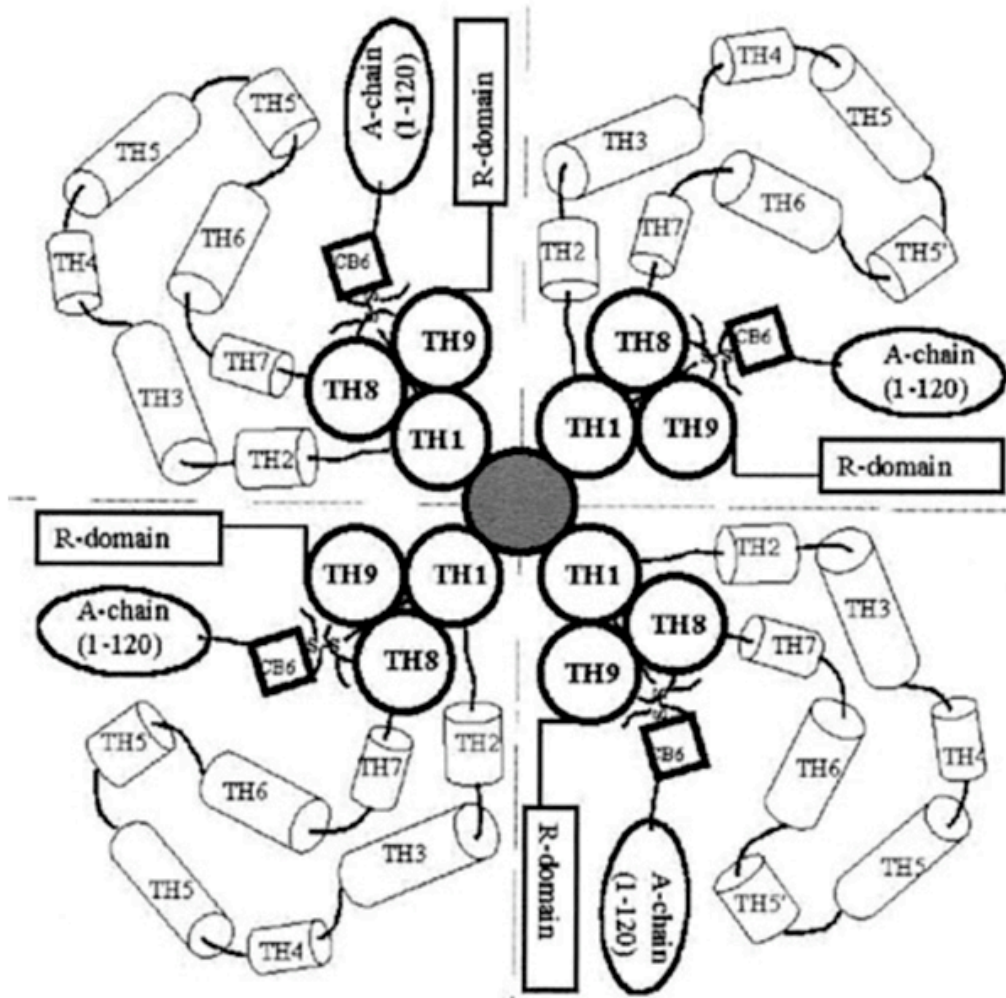 TH5'
TH5
A-chain
(1-120)
R-domain
TH6
TH4
CB6
TH7
TH3
TH9
TH8
TH1
TH2
TH4
TH3
TH5
TH6
TH2
TH7
TH5'
TH8
CB6
A-chain
(1-120)
TH1
TH9
R-domain
R-domain
TH9
TH1
A-chain
(1-120)
CB6
TH8
TH5'
TH7
TH2
TH6
TH3
TH5
TH4
TH1
TH2
TH3
TH8
TH7
TH9
CB6
TH4
TH6
R-domain
A-chain
(1-120)
TH5
TH5'